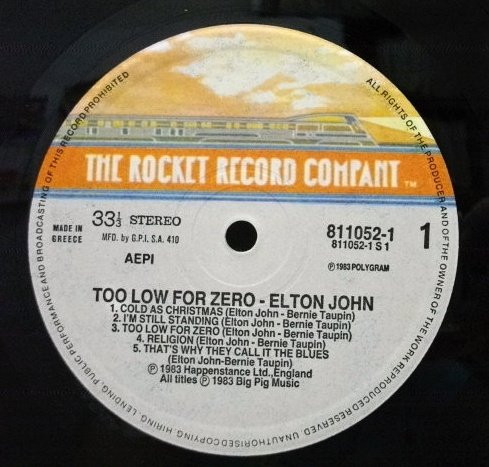 THE ROCKET RECORD COMPANY TM
MADE IN
GREECE
33 1/3 STEREO
MFD. by G.P.I. S.A. 410
AEPI
811052-1
811052-1 S 1
1
℗ 1983 POLYGRAM
TOO LOW FOR ZERO - ELTON JOHN
1. COLD AS CHRISTMAS (Elton John - Bernie Taupin)
2. I'M STILL STANDING (Elton John - Bernie Taupin)
3. TOO LOW FOR ZERO (Elton John - Bernie Taupin)
4. RELIGION (Elton John - Bernie Taupin)
5. THAT'S WHY THEY CALL IT THE BLUES
(Elton John-Bernie Taupin)
℗ 1983 Happenstance Ltd., England
All titles ℗ 1983 Big Pig Music
ALL RIGHTS OF THE PRODUCER AND OF THE OWNER OF THE WORK REPRODUCED RESERVED. UNAUTHORISED COPYING, HIRING, LENDING, PUBLIC PERFORMANCE AND BROADCASTING OF THIS RECORD PROHIBITED